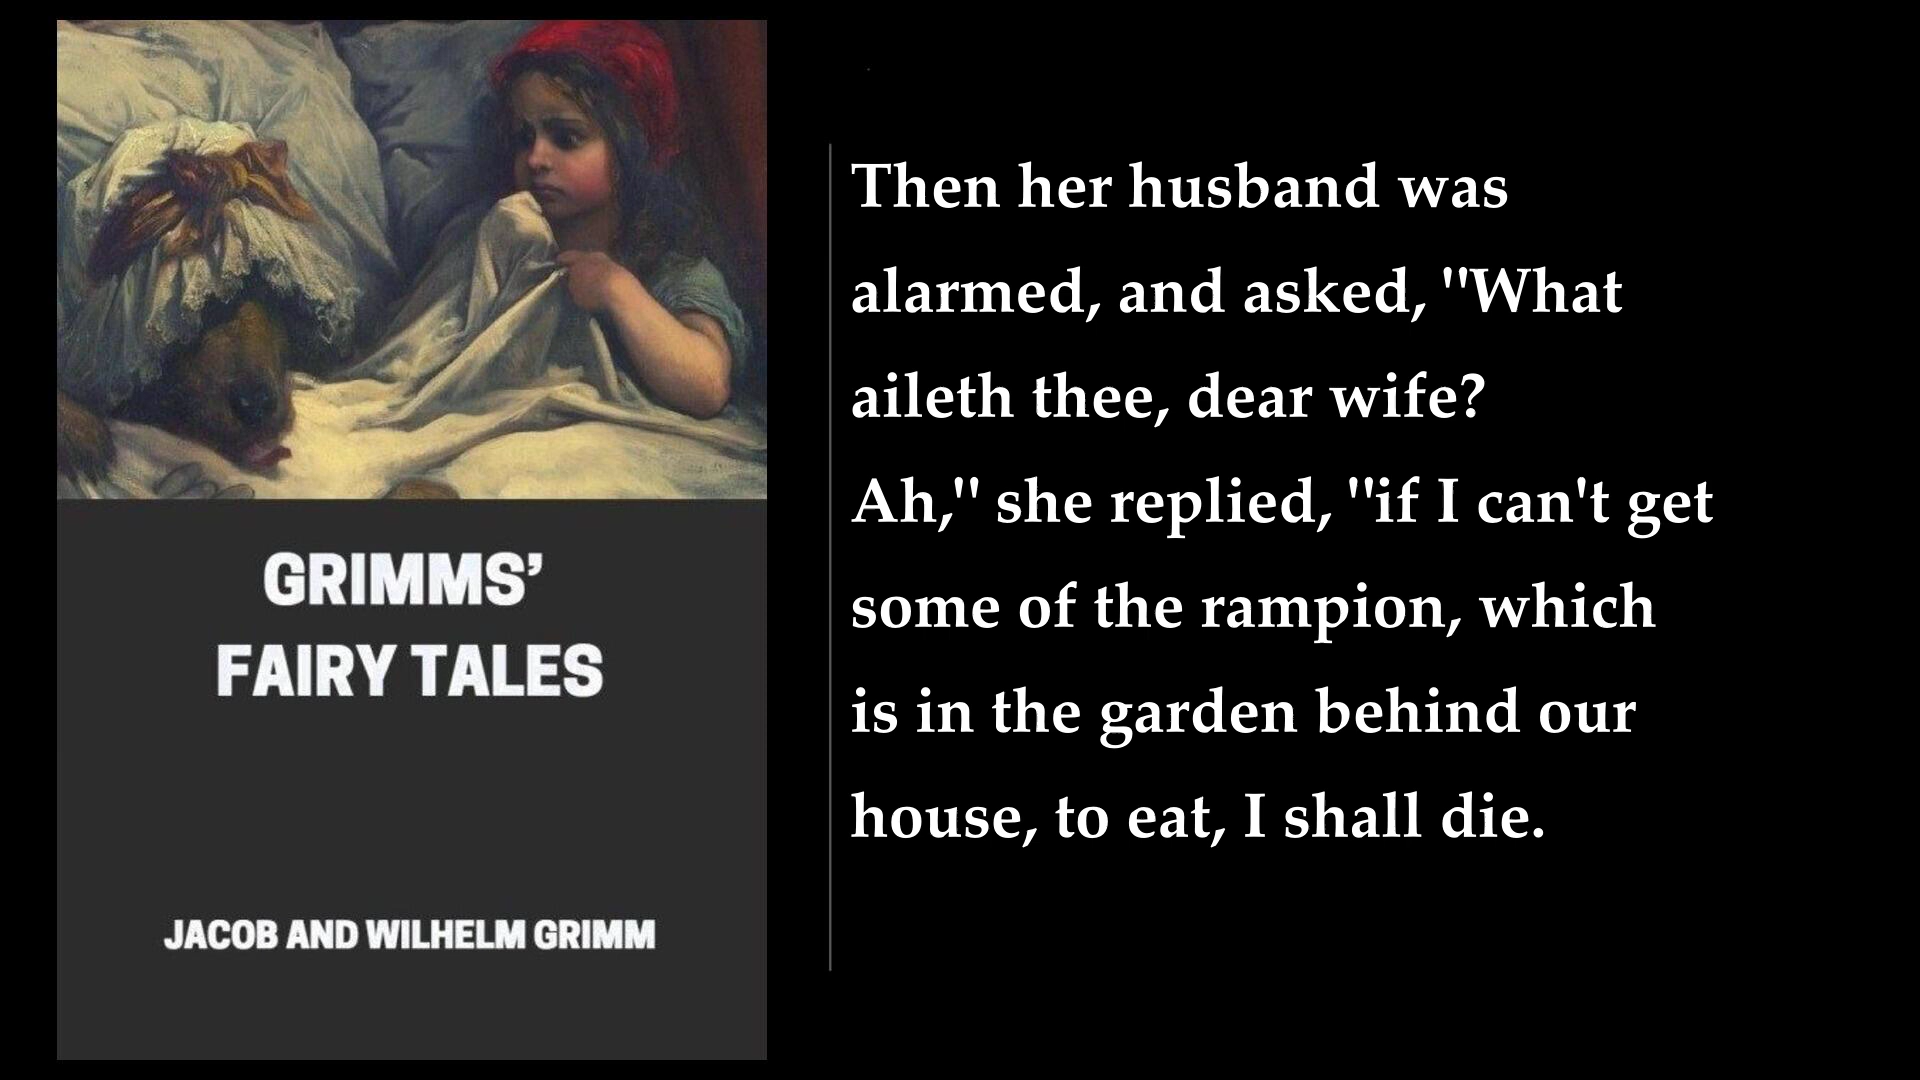 GRIMMS’
FAIRY TALES
JACOB AND WILHELM GRIMM
Then her husband was
alarmed, and asked, "What
aileth thee, dear wife?
Ah," she replied, "if I can't get
some of the rampion, which
is in the garden behind our
house, to eat, I shall die.